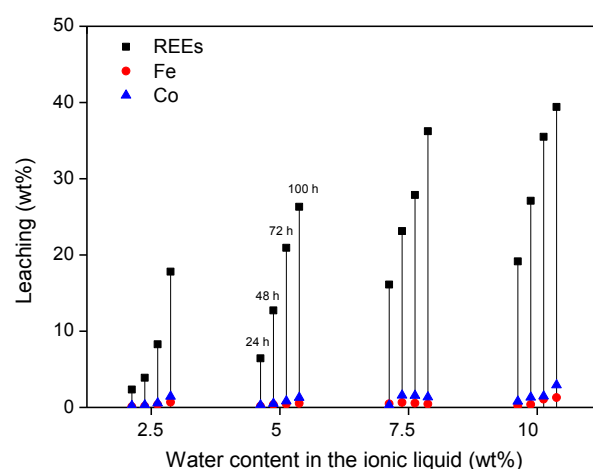 50
40
30
20
10
0
REEs
Fe
Co
24 h
48 h
72 h
100 h
2.5
5
7.5
10
Leaching (wt%)
Water content in the ionic liquid (wt%)